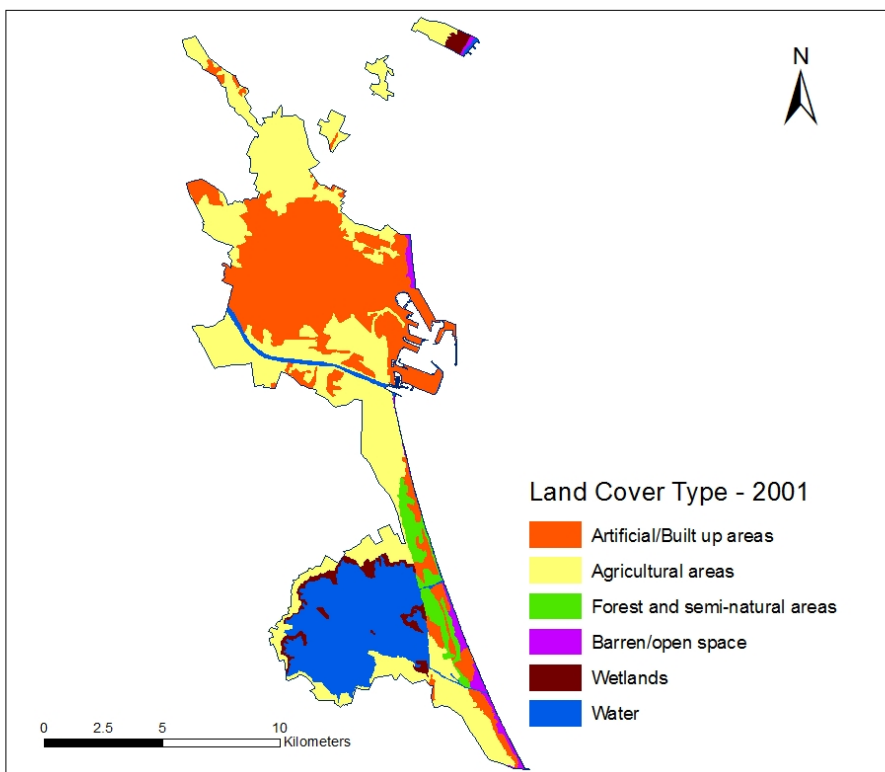 N
Land Cover Type - 2001
Artificial/Built up areas
Agricultural areas
Forest and semi-natural areas
Barren/open space
Wetlands
Water
0 2.5 5 10
Kilometers